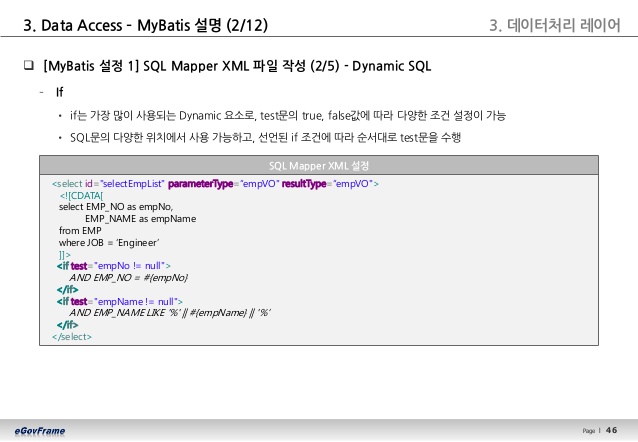 3. Data Access - MyBatis 설명 (2/12)
3. 데이터처리 레이어
❑ [MyBatis 설정 1] SQL Mapper XML 파일 작성 (2/5) - Dynamic SQL
- If
• if는 가장 많이 사용되는 Dynamic 요소로, test문의 true, false값에 따라 다양한 조건 설정이 가능
• SQL문의 다양한 위치에서 사용 가능하고, 선언된 if 조건에 따라 순서대로 test문을 수행
SQL Mapper XML 설정
<select id="selectEmpList" parameterType="empVO" resultType="empVO">
<![CDATA[
select EMP_NO as empNo,
EMP_NAME as empName
from EMP
where JOB = ‘Engineer’
]]>
<if test="empNo != null">
AND EMP_NO = #{empNo}
</if>
<if test="empName != null">
AND EMP_NAME LIKE '%' || #{empName} || '%'
</if>
</select>
eGovFrame
Page l 46